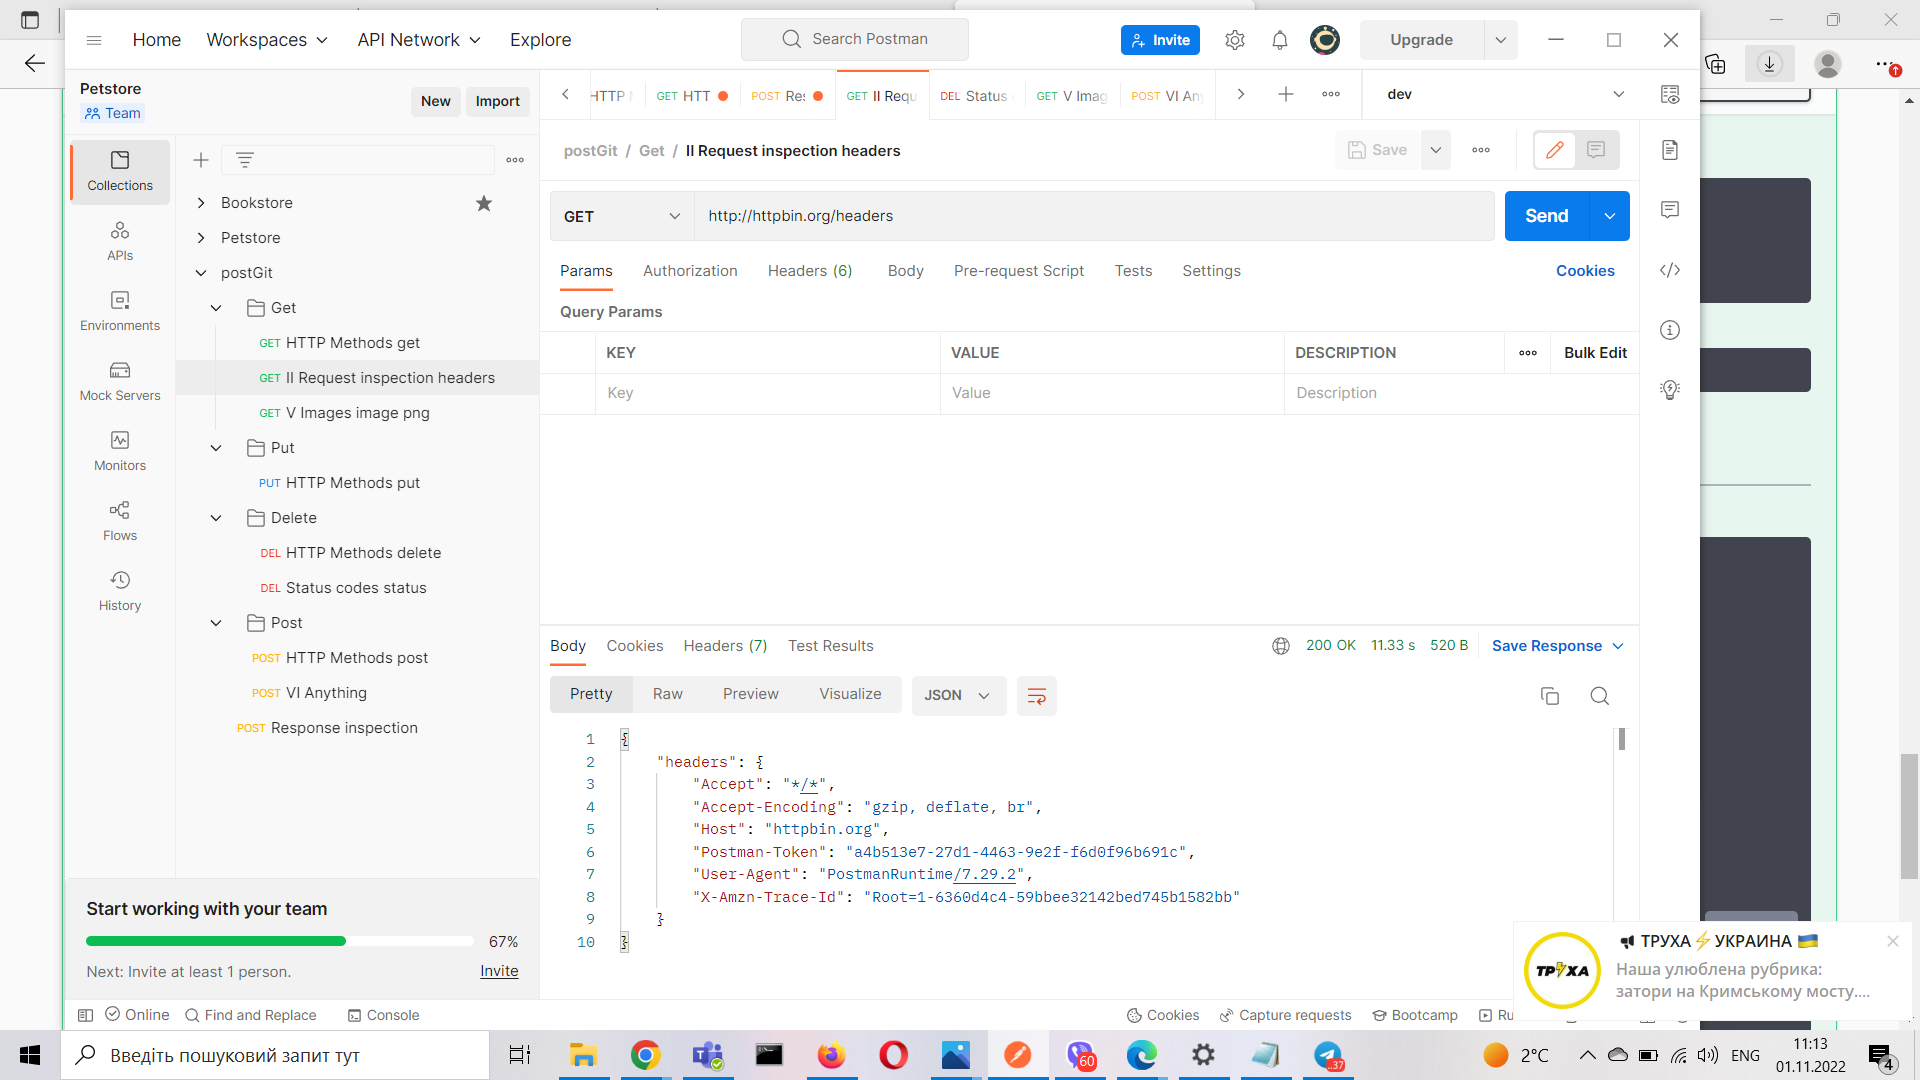 Home Workspaces API Network Explore
Search Postman
Invite
Upgrade
Petstore
Team
New
Import
HTTP
GET HTT
POST Res
GET II Requ
DEL Status
GET V Imag
POST VI An
dev
Collections
APIs
Environments
Mock Servers
Monitors
Flows
History
Bookstore
Petstore
postGit
Get
GET HTTP Methods get
GET II Request inspection headers
GET V Images image png
Put
PUT HTTP Methods put
Delete
DEL HTTP Methods delete
DEL Status codes status
Post
POST HTTP Methods post
POST VI Anything
POST Response inspection
Start working with your team
67%
Next: Invite at least 1 person.
Invite
postGit / Get / II Request inspection headers
Save
GET
http://httpbin.org/headers
Send
Params Authorization Headers (6) Body Pre-request Script Tests Settings
Cookies
Query Params
KEY VALUE DESCRIPTION
Bulk Edit
Key Value Description
Body Cookies Headers (7) Test Results
200 OK 11.33 s 520 B Save Response
Pretty Raw Preview Visualize JSON
1 {
2 "headers": {
3 "Accept": "*/*",
4 "Accept-Encoding": "gzip, deflate, br",
5 "Host": "httpbin.org",
6 "Postman-Token": "a4b513e7-27d1-4463-9e2f-f6d0f96b691c",
7 "User-Agent": "PostmanRuntime/7.29.2",
8 "X-Amzn-Trace-Id": "Root=1-6360d4c4-59bbee32142bed745b1582bb"
9 }
10 }
ТРУХА
ТРУХА⚡УКРАИНА
Наша улюблена рубрика:
затори на Кримському мосту....
Online Find and Replace Console
Cookies Capture requests Bootcamp Ru
Введіть пошуковий запит тут
60
..37
2°C
ENG
11:13
01.11.2022
4